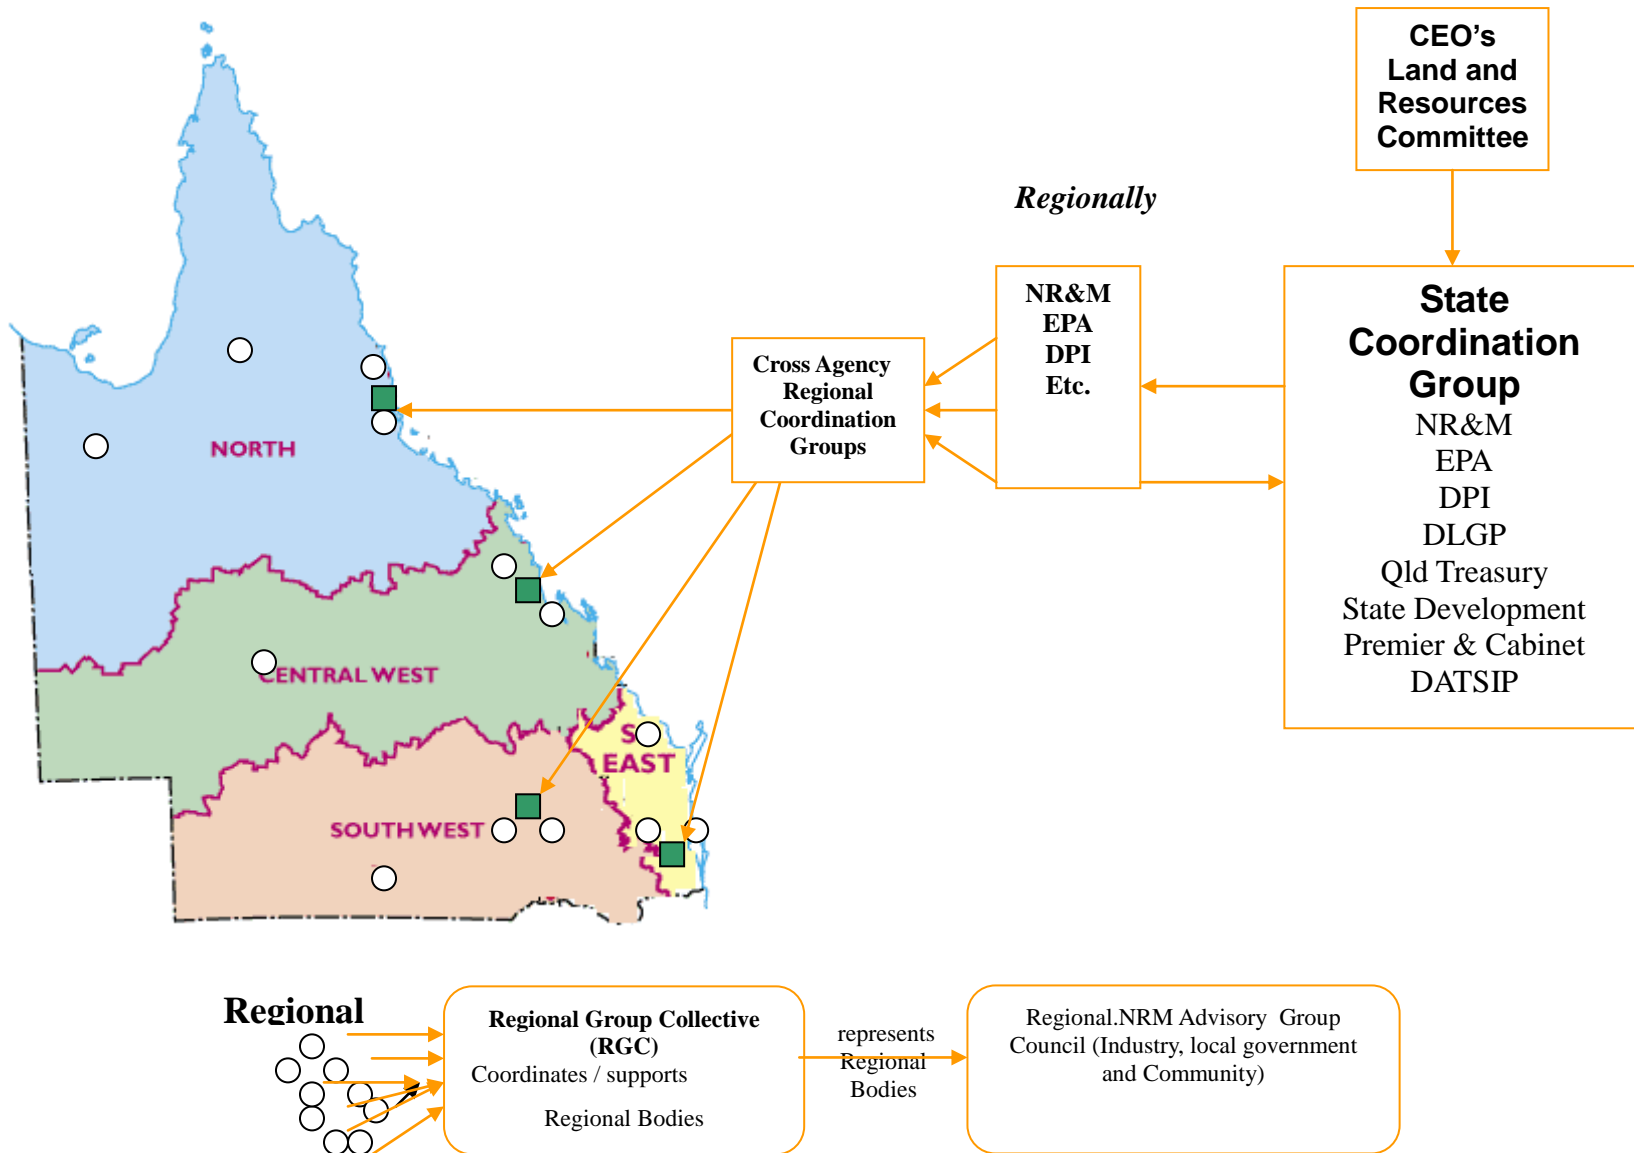 CEO's
Land and
Resources
Committee
Regionally
NR&M
EPA
DPI
Etc.
State
Coordination
Group
NR&M
EPA
DPI
DLGP
Qld Treasury
State Development
Premier & Cabinet
DATSIP
Cross Agency
Regional
Coordination
Groups
NORTH
CENTRAL WEST
S
EAST
SOUTH WEST
Regional
Regional Group Collective
(RGC)
Coordinates / supports
Regional Bodies
represents
Regional
Bodies
Regional.NRM Advisory Group
Council (Industry, local government
and Community)